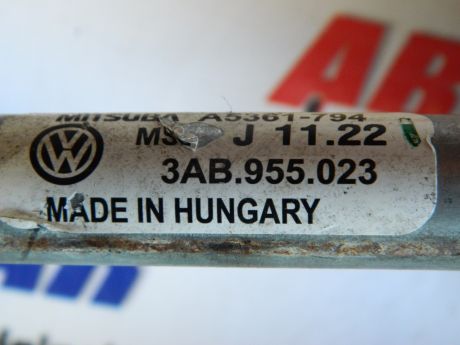 MITSUBA A5361-794
J 11.22
3AB.955.023
MADE IN HUNGARY